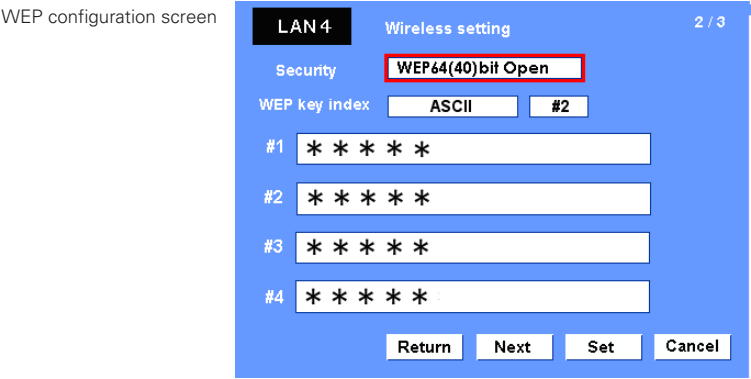 WEP configuration screen
LAN 4 Wireless setting 2 / 3
Security WEP64(40)bit Open
WEP key index ASCII #2
#1 * * * * *
#2 * * * * *
#3 * * * * *
#4 * * * * *
Return Next Set Cancel